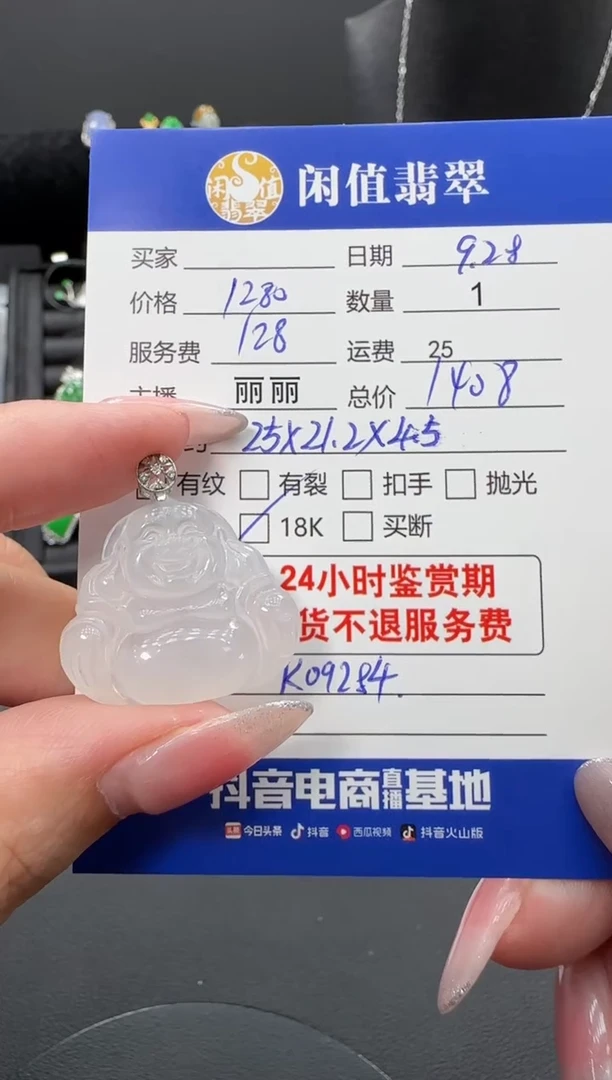 闲值翡翠
闲值翡翠
买家 日期 9.28
价格 1280 数量 1
服务费 128 运费 25
主播 丽丽 总价 1408
25X21.2X4.5
有纹 有裂 扣手 抛光
18K 买断
24小时鉴赏期
货不退服务费
K09284.
抖音电商直播基地
头条 今日头条 抖音 西瓜视频 抖音火山版